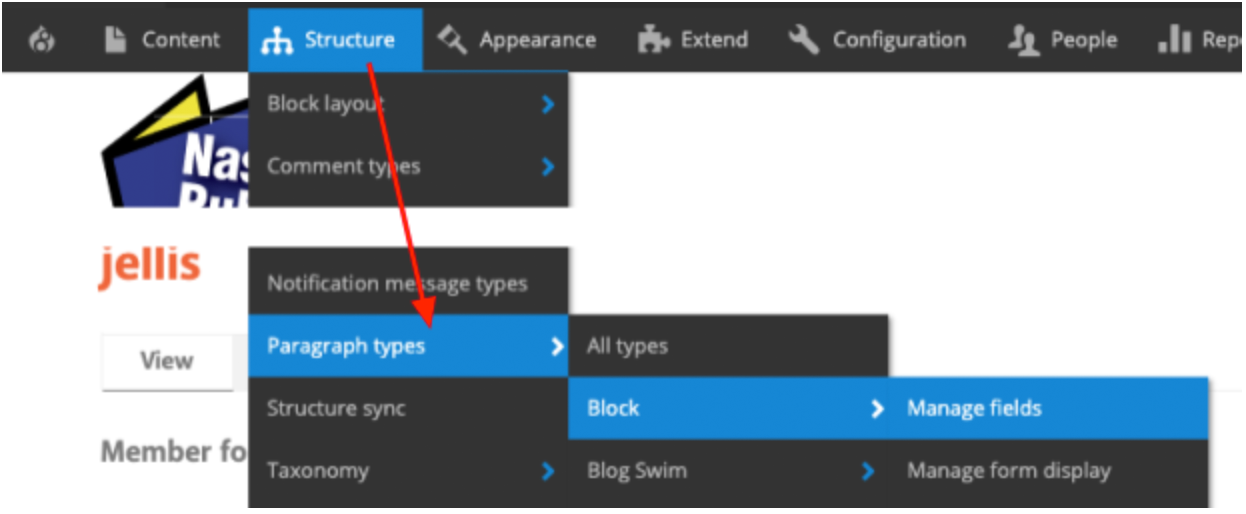 Content Structure Appearance Extend Configuration People Rep
Block layout
Nas
Comment types
jellis
Notification message types
Paragraph types All types
View
Structure sync Block Manage fields
Member fo
Taxonomy Blog Swim Manage form display